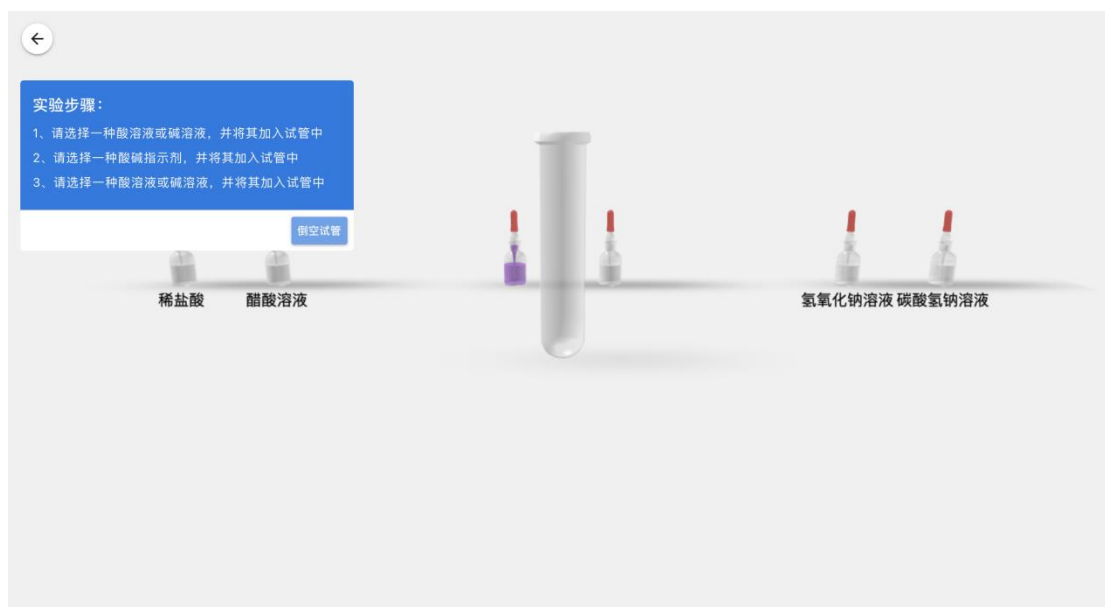 实验步骤：
1、请选择一种酸溶液或碱溶液，并将其加入试管中
2、请选择一种酸碱指示剂，并将其加入试管中
3、请选择一种酸溶液或碱溶液，并将其加入试管中
倒空试管
稀盐酸 醋酸溶液 氢氧化钠溶液 碳酸氢钠溶液